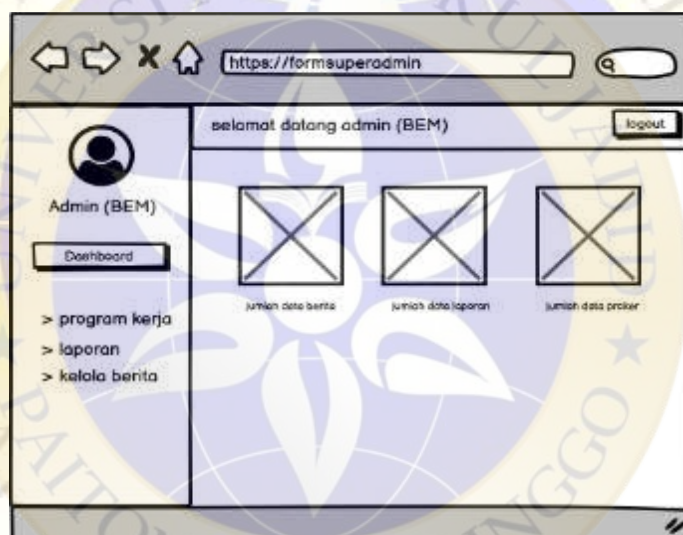 https://formsuperadmin
selamat datang admin (BEM)
logout
Admin (BEM)
Dashboard
> program kerja
> laporan
> kelola berita
jumlah data berita
jumlah data laporan
jumlah data proker